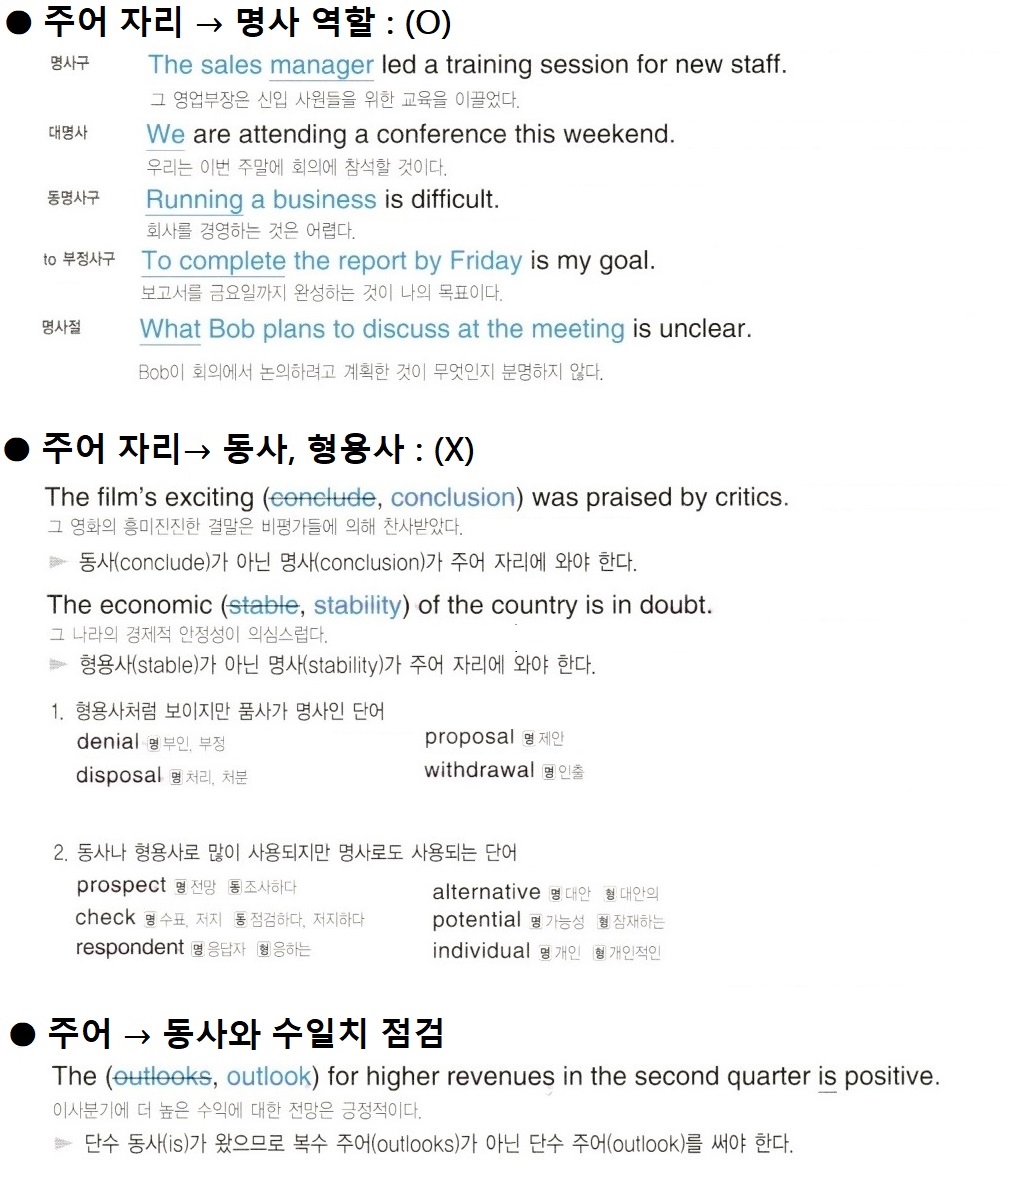 ● 주어 자리 → 명사 역할 : (O)
명사구 The sales manager led a training session for new staff.
그 영업부장은 신입 사원들을 위한 교육을 이끌었다.
대명사 We are attending a conference this weekend.
우리는 이번 주말에 회의에 참석할 것이다.
동명사구 Running a business is difficult.
회사를 경영하는 것은 어렵다.
to 부정사구 To complete the report by Friday is my goal.
보고서를 금요일까지 완성하는 것이 나의 목표이다.
명사절 What Bob plans to discuss at the meeting is unclear.
Bob이 회의에서 논의하려고 계획한 것이 무엇인지 분명하지 않다.
● 주어 자리→ 동사, 형용사 : (X)
The film's exciting (conclude, conclusion) was praised by critics.
그 영화의 흥미진진한 결말은 비평가들에 의해 찬사받았다.
동사(conclude)가 아닌 명사(conclusion)가 주어 자리에 와야 한다.
The economic (stable, stability) of the country is in doubt.
그 나라의 경제적 안정성이 의심스럽다.
형용사(stable)가 아닌 명사(stability)가 주어 자리에 와야 한다.
1. 형용사처럼 보이지만 품사가 명사인 단어
denial 명 부인, 부정 proposal 명 제안
disposal 명 처리, 처분 withdrawal 명 인출
2. 동사나 형용사로 많이 사용되지만 명사로도 사용되는 단어
prospect 명 전망 동 조사하다 alternative 명 대안 형 대안의
check 명 수표, 저지 동 점검하다, 저지하다 potential 명 가능성 형 잠재하는
respondent 명 응답자 형 응하는 individual 명 개인 형 개인적인
● 주어 → 동사와 수일치 점검
The (outlooks, outlook) for higher revenues in the second quarter is positive.
이사분기에 더 높은 수익에 대한 전망은 긍정적이다.
단수 동사(is)가 왔으므로 복수 주어(outlooks)가 아닌 단수 주어(outlook)를 써야 한다.